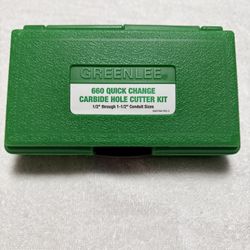 GREENLEE
660 QUICK CHANGE
CARBIDE HOLE CUTTER KIT
1/2" through 1-1/2" Conduit Sizes